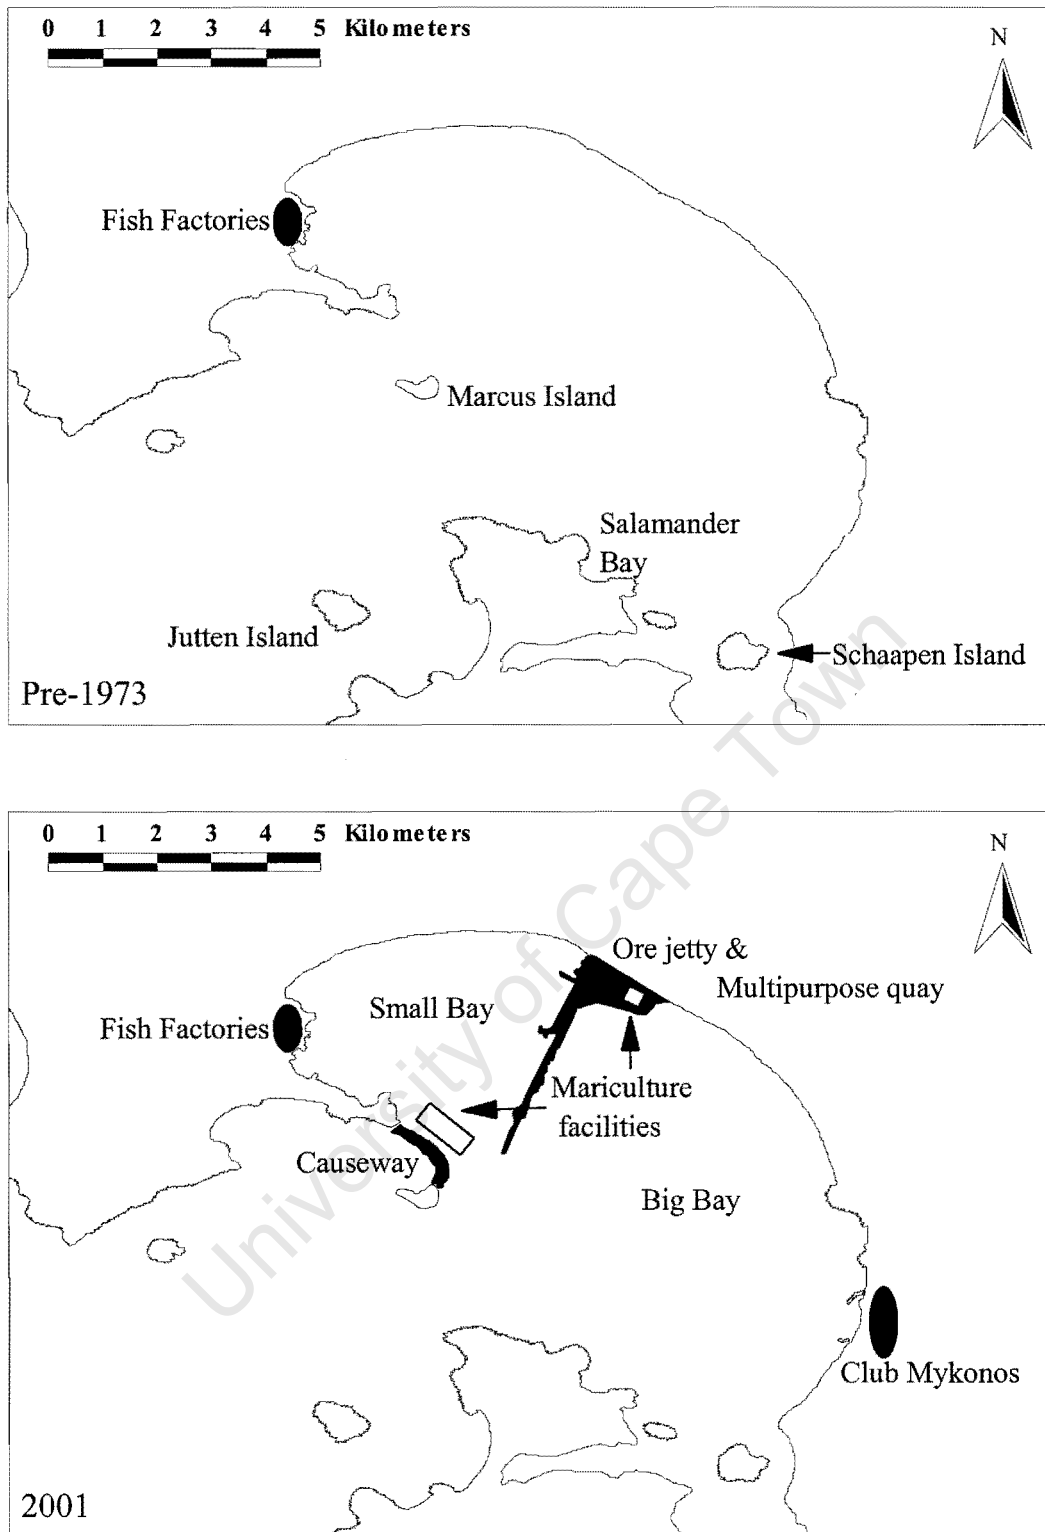 0 1 2 3 4 5 Kilometers
N
Fish Factories
Marcus Island
Salamander
Bay
Jutten Island
Schaapen Island
Pre-1973
0 1 2 3 4 5 Kilometers
N
Ore jetty &
Multipurpose quay
Small Bay
Fish Factories
Mariculture
facilities
Causeway
Big Bay
Club Mykonos
2001
University of Cape Town